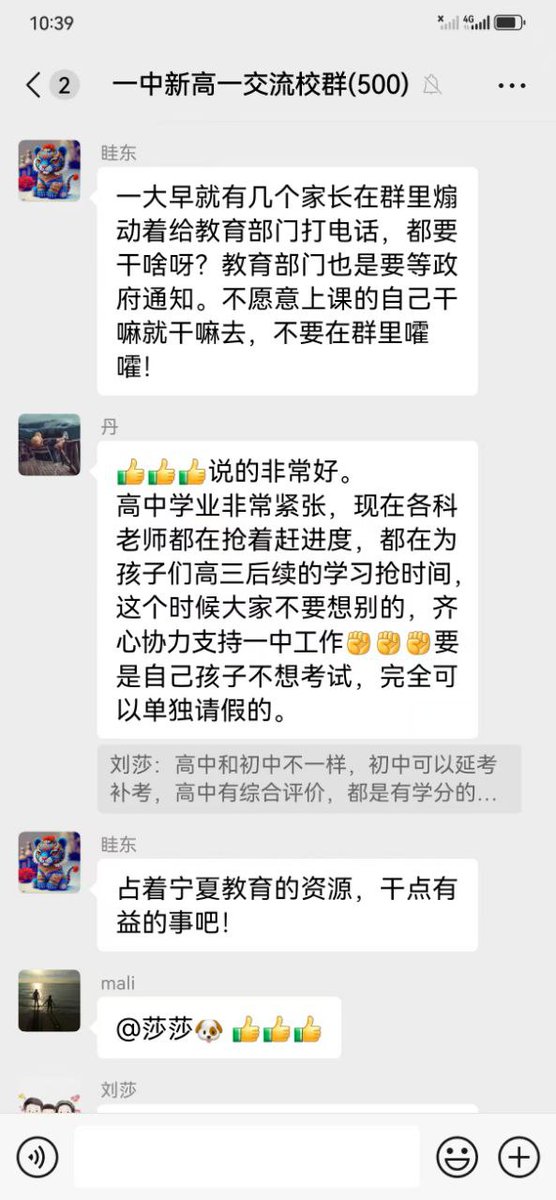 10:39
4G
2
一中新高一交流校群(500)
眭东
一大早就有几个家长在群里煽
动着给教育部门打电话，都要
干啥呀？教育部门也是要等政
府通知。不愿意上课的自己干
嘛就干嘛去，不要在群里嚯
嚯！
丹
👍👍👍说的非常好。
高中学业非常紧张，现在各科
老师都在抢着赶进度，都在为
孩子们高三后续的学习抢时间，
这个时候大家不要想别的，齐
心协力支持一中工作✊✊✊要
是自己孩子不想考试，完全可
以单独请假的。
刘莎：高中和初中不一样，初中可以延考
补考，高中有综合评价，都是有学分的...
眭东
占着宁夏教育的资源，干点有
益的事吧！
mali
@莎莎🐶 👍👍👍
刘莎